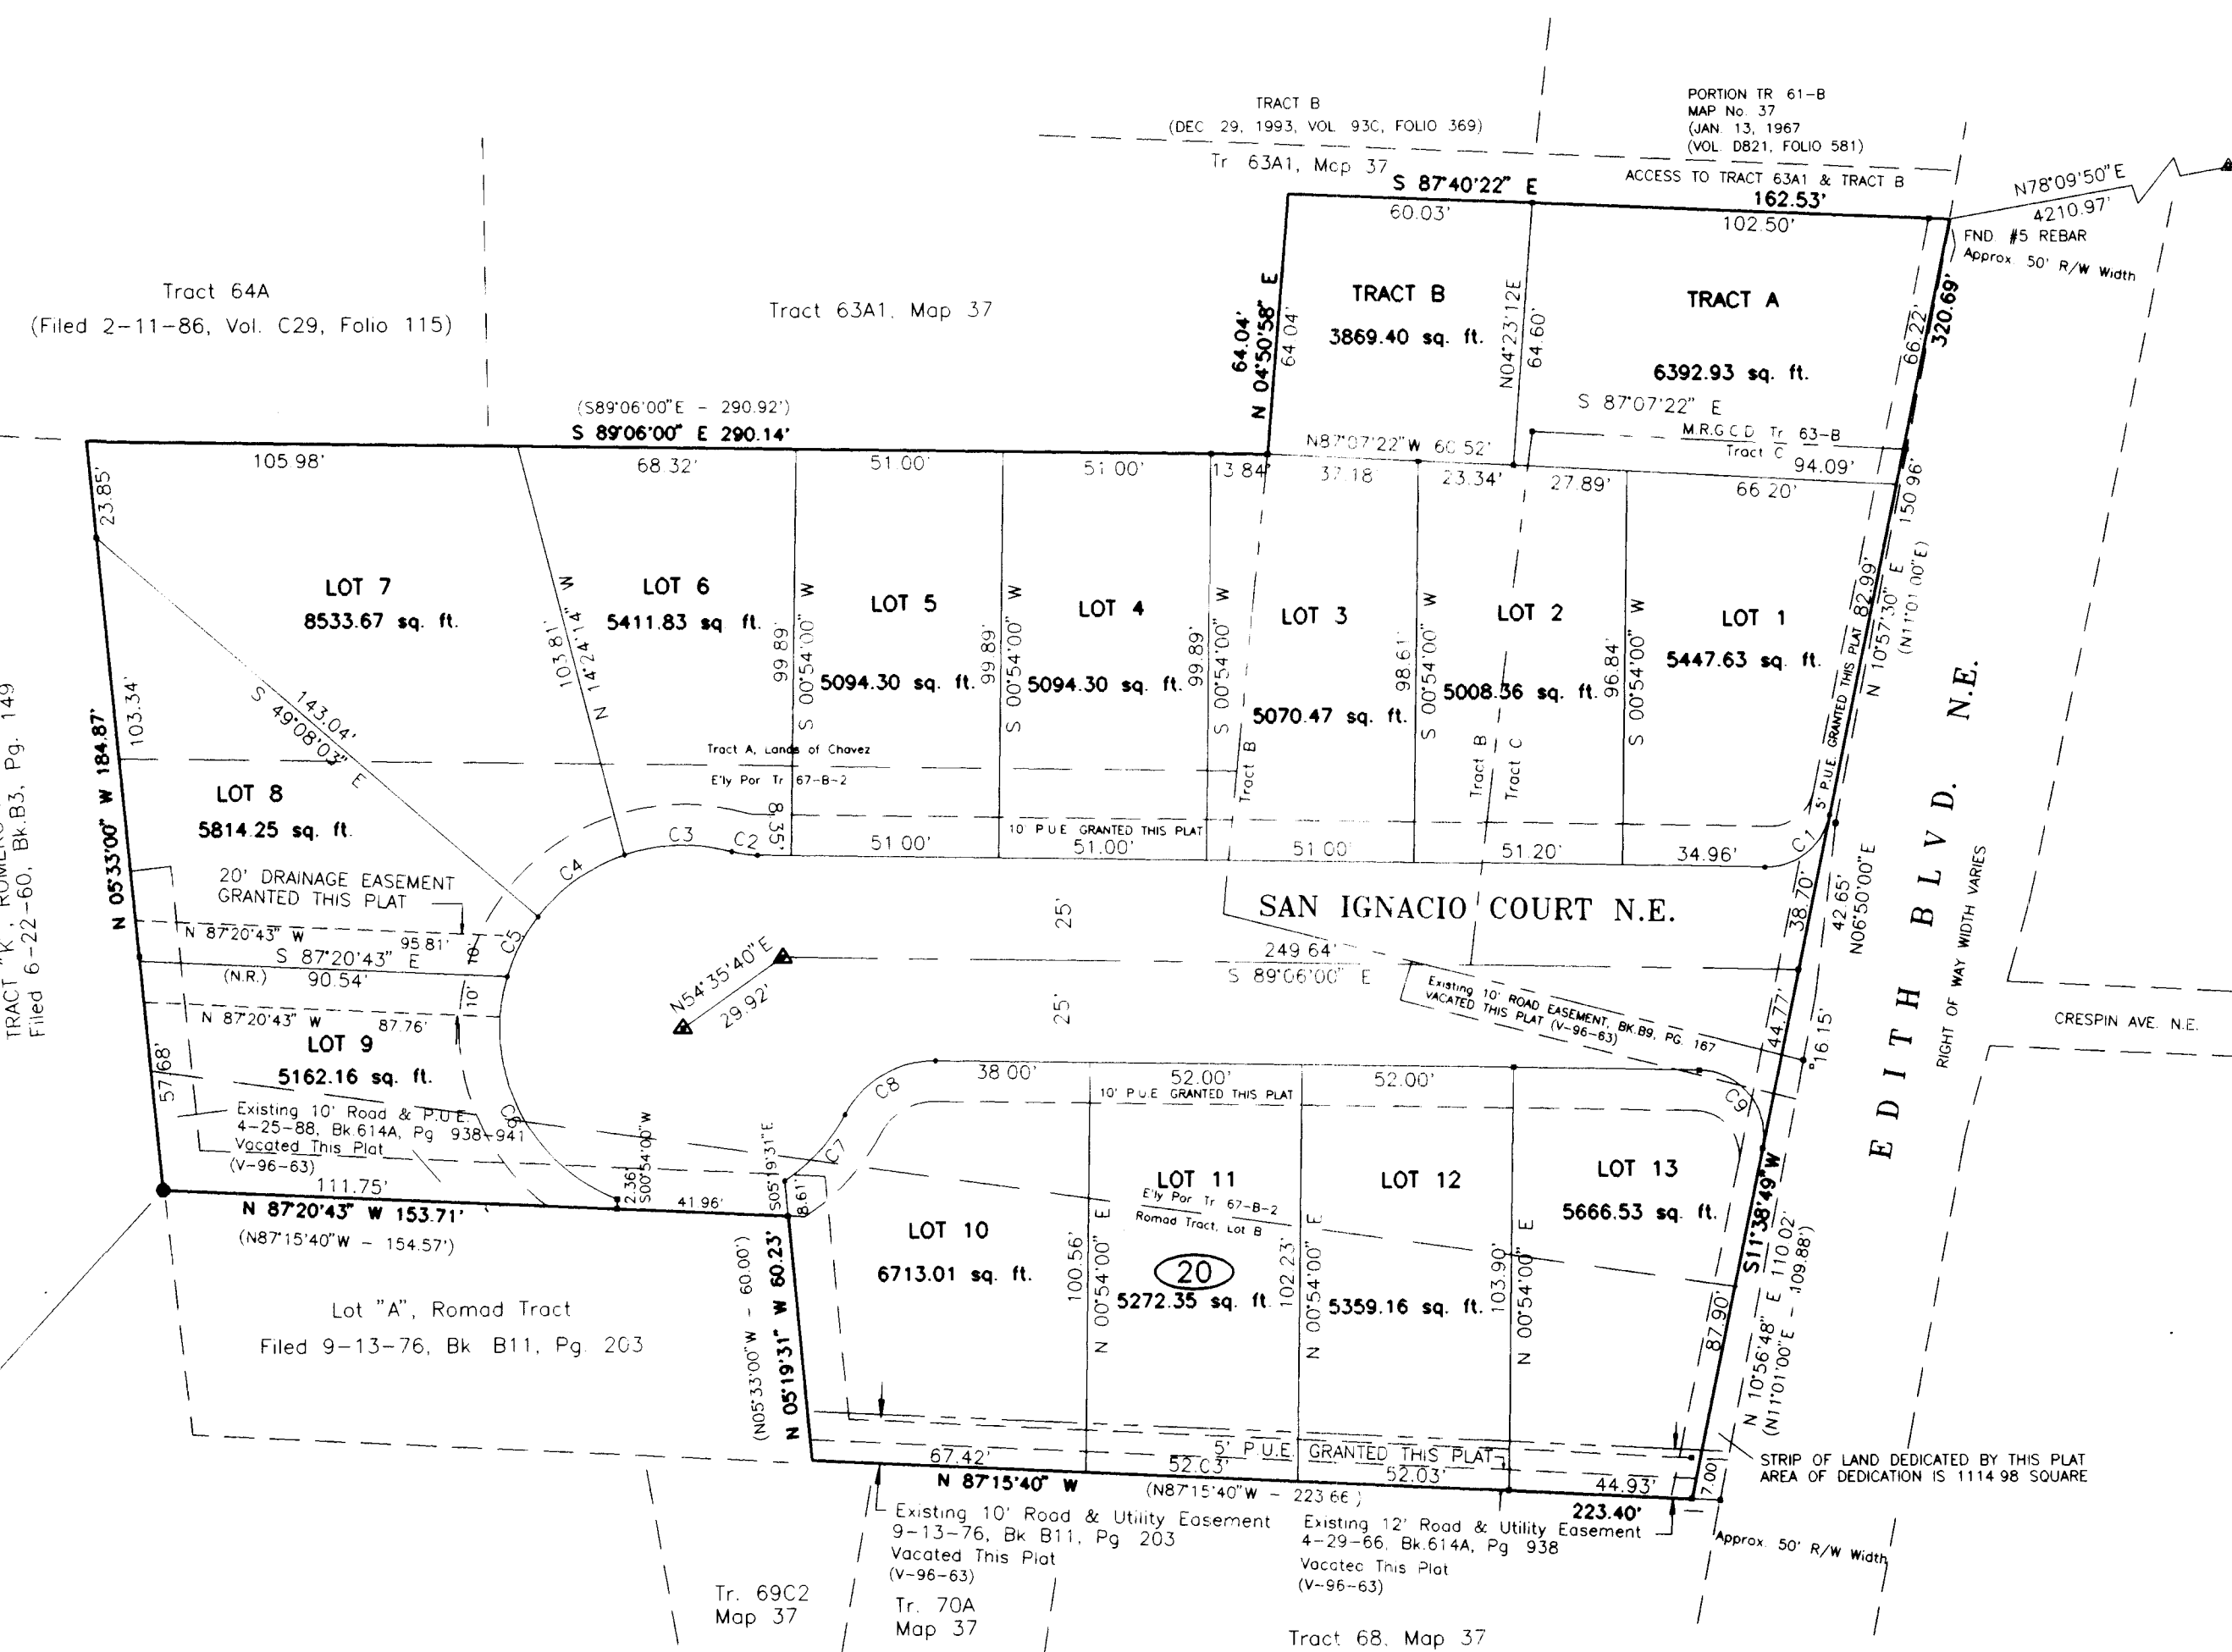 TRACT B
(DEC 29, 1993, VOL 93C, FOLIO 369)
PORTION TR 61-B
MAP No. 37
(JAN. 13, 1967
(VOL. D821, FOLIO 581)
Tr 63A1, Map 37
S 87°40'22" E
ACCESS TO TRACT 63A1 & TRACT B
162.53'
60.03'
102.50'
N78°09'50"E
4210.97'
FND. #5 REBAR
Approx. 50' R/W Width
Tract 64A
(Filed 2-11-86, Vol. C29, Folio 115)
Tract 63A1, Map 37
64.04'
N 04°50'58" E
64.04'
TRACT B
3869.40 sq. ft.
N04°23'12E
64.60'
TRACT A
6392.93 sq. ft.
66.22'
320.69'
S 87°07'22" E
M.R.G.C.D. Tr 63-B
Tract C
94.09'
(S89°06'00"E - 290.92')
S 89°06'00" E 290.14'
N87°07'22"W 60.52'
105.98'
68.32'
51.00'
51.00'
13.84'
37.18
23.34'
27.89'
66.20'
150.96'
23.85'
LOT 7
8533.67 sq. ft.
103.81'
N 14°24'14" W
LOT 6
5411.83 sq ft.
99.89
S 00°54'00" W
LOT 5
5094.30 sq. ft.
99.89'
S 00°54'00" W
LOT 4
5094.30 sq. ft.
99.89'
S 00°54'00" W
LOT 3
5070.47 sq. ft.
98.61'
S 00°54'00" W
LOT 2
5008.36 sq. ft.
96.84'
S 00°54'00" W
LOT 1
5447.63 sq. ft.
5' P.U.E. GRANTED THIS PLAT 82.99'
N 10°57'30" E
(N11°01'00"E)
143.04'
S 49°08'03" E
103.34'
N 05°33'00" W 184.87'
Filed 6-22-60, Bk.B3, Pg. 149
Tract A, Lands of Chavez
E'ly Por Tr 67-B-2
Tract B
Tract B
Tract C
LOT 8
5814.25 sq. ft.
20' DRAINAGE EASEMENT
GRANTED THIS PLAT
C4
C3
C2
8.35'
51.00'
10' P.U.E. GRANTED THIS PLAT
51.00'
51.00
51.20'
34.96'
C1
38.70'
42.65'
N06°50'00"E
SAN IGNACIO COURT N.E.
EDITH BLVD. N.E.
RIGHT OF WAY WIDTH VARIES
CRESPIN AVE. N.E.
N 87°20'43" W
95.81'
10'
C5
S 87°20'43" E
(N.R.) 90.54'
10'
N54°35'40"E
29.92'
25'
25'
249.64'
S 89°06'00" E
Existing 10' ROAD EASEMENT, BK.B9, PG. 167
VACATED THIS PLAT (V-96-63)
44.77'
16.15'
N 87°20'43" W
87.76'
LOT 9
5162.16 sq. ft.
57.68'
Existing 10' Road & P.U.E.
4-25-88, Bk.614A, Pg 938-941
Vacated This Plat
(V-96-63)
C6
2.36'
S00°54'00"W
S05°19'31"E
8.61'
C7
C8
38.00'
52.00'
10' P.U.E. GRANTED THIS PLAT
52.00'
C9
111.75'
41.96'
N 87°20'43" W 153.71'
(N87°15'40"W - 154.57')
Lot "A", Romad Tract
Filed 9-13-76, Bk B11, Pg. 203
(N05°33'00"W - 60.00')
N 05°19'31" W 60.23'
LOT 10
6713.01 sq. ft.
100.56'
N 00°54'00" E
LOT 11
E'ly Por Tr 67-B-2
Romad Tract, Lot B
20
5272.35 sq. ft.
102.23'
N 00°54'00" E
LOT 12
5359.16 sq. ft.
103.90'
N 00°54'00" E
LOT 13
5666.53 sq. ft.
S11°38'49"W
87.90'
N 10°56'48" E 110.02'
(N11°01'00"E - 109.88')
5' P.U.E. GRANTED THIS PLAT
67.42'
52.03'
52.03'
44.93'
7.00'
N 87°15'40" W
(N87°15'40"W - 223.66')
223.40'
STRIP OF LAND DEDICATED BY THIS PLAT
AREA OF DEDICATION IS 1114.98 SQUARE
Existing 10' Road & Utility Easement
9-13-76, Bk B11, Pg 203
Vacated This Plat
(V-96-63)
Existing 12' Road & Utility Easement
4-29-66, Bk.614A, Pg 938
Vacated This Plat
(V-96-63)
Approx. 50' R/W Width
Tr. 69C2
Map 37
Tr. 70A
Map 37
Tract 68, Map 37